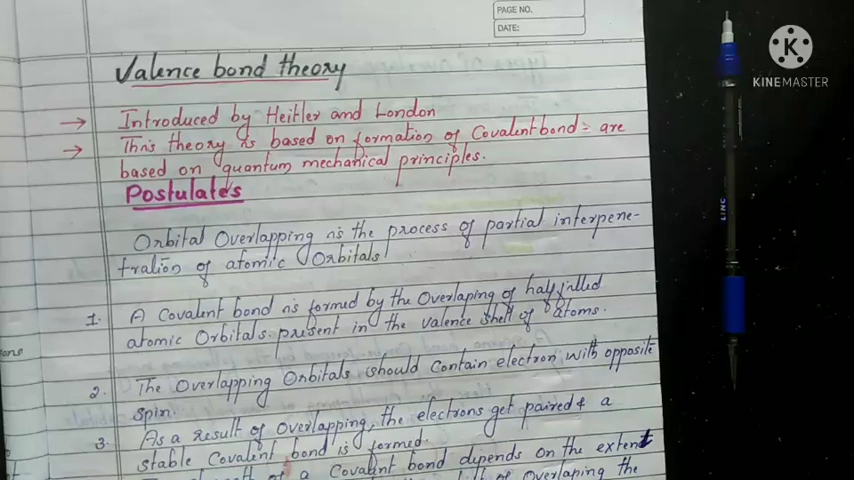 PAGE NO.
DATE:
K
KINEMASTER
Valence bond theory
→ Introduced by Heitler and London
→ This theory is based on formation of Covalent bond = are
based on quantum mechanical principles.
Postulates
Orbital Overlapping is the process of partial interpene-
tration of atomic Orbitals
1. A Covalent bond is formed by the Overlaping of half filled
atomic Orbitals present in the valence shell of atoms.
2. The Overlapping Orbitals should contain electron with opposite
spin.
3. As a result of overlapping, the electrons get paired & a
stable Covalent bond is formed.
of a Covalent bond depends on the extent
of Overlaping the
LINC